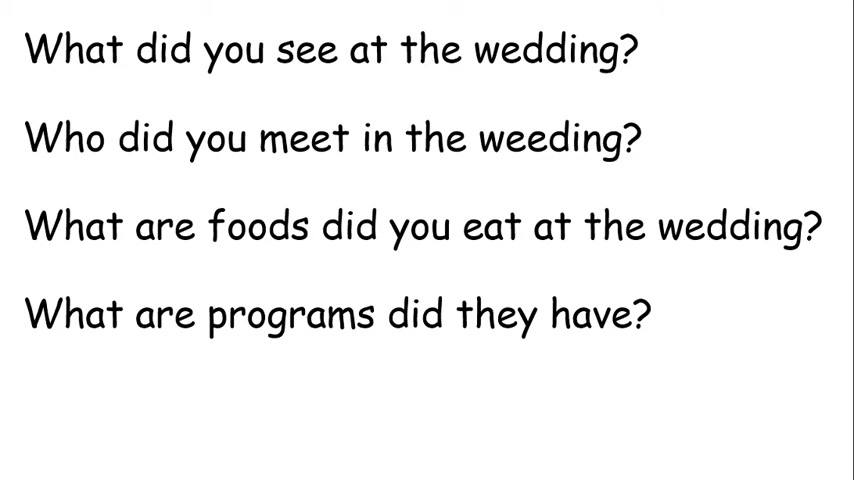 What did you see at the wedding?
Who did you meet in the weeding?
What are foods did you eat at the wedding?
What are programs did they have?